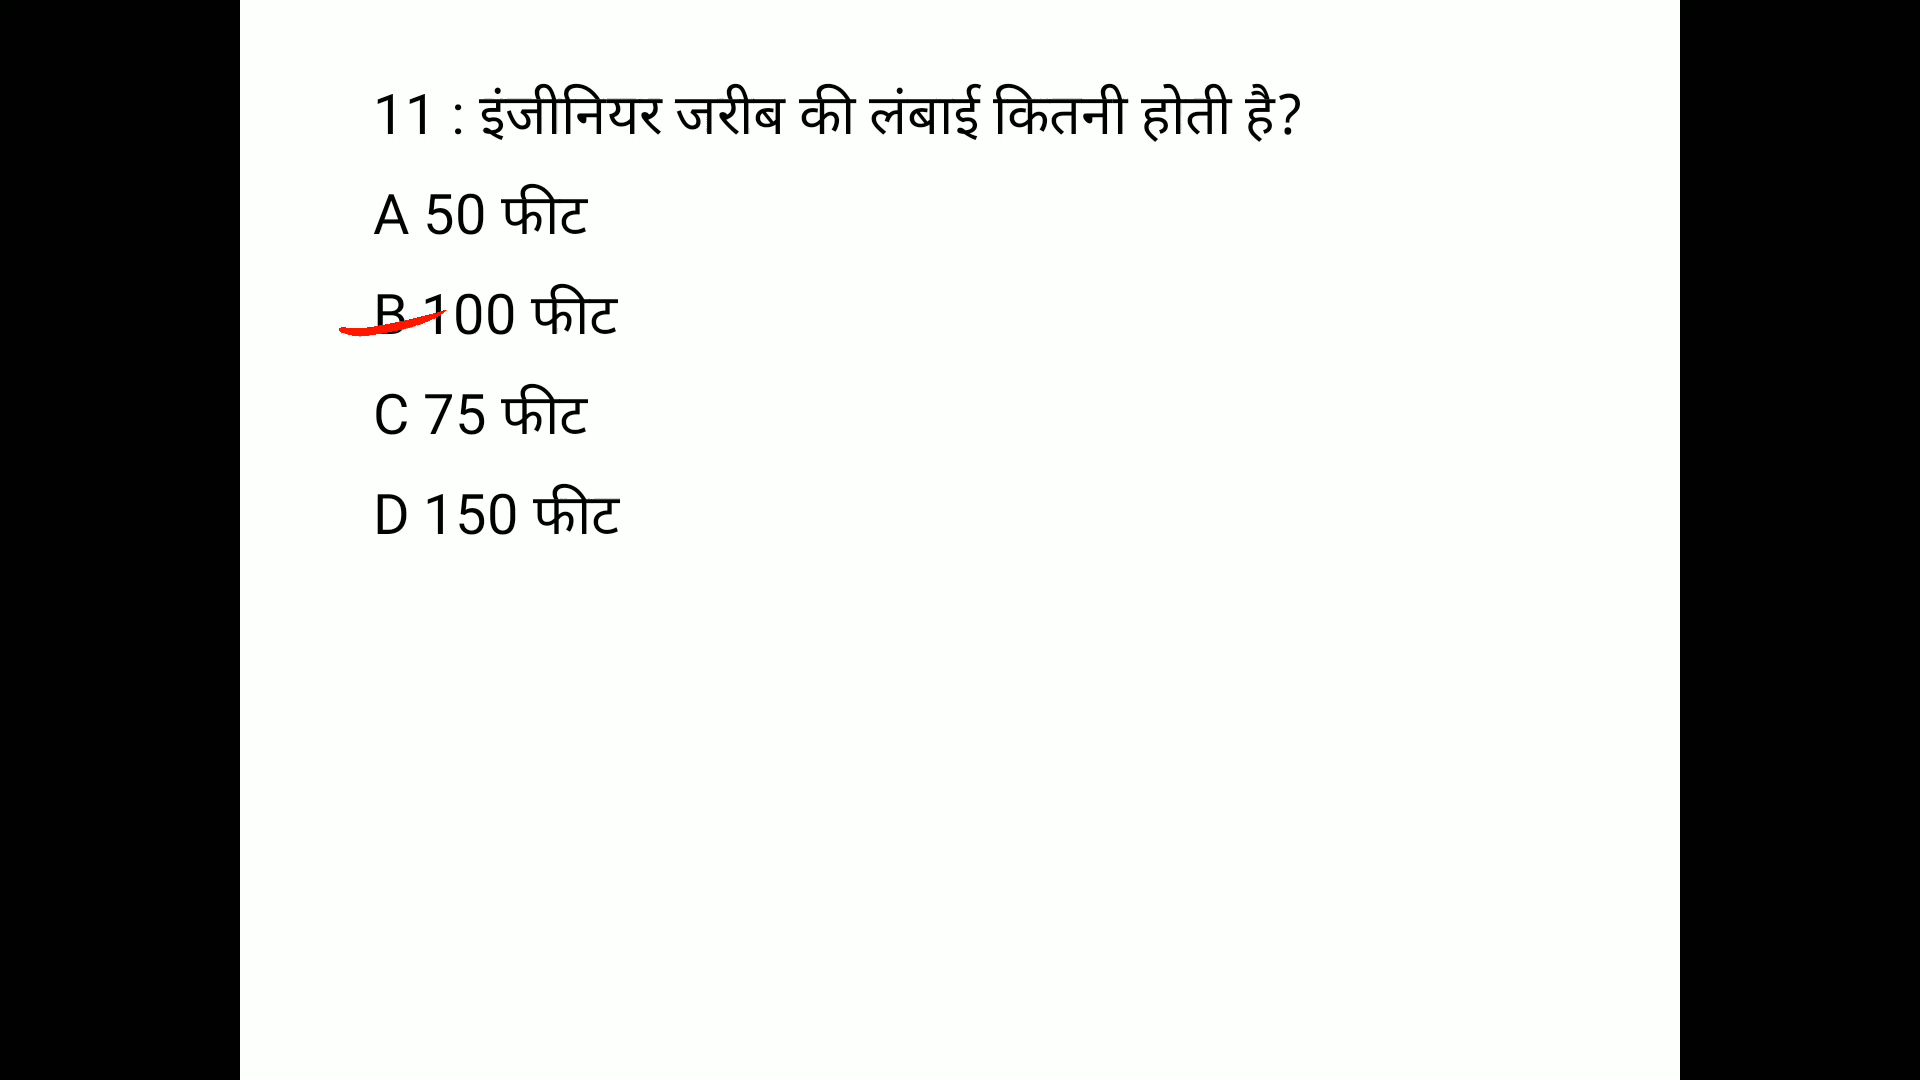 11 : इंजीनियर जरीब की लंबाई कितनी होती है?
A 50 फीट
B 100 फीट
C 75 फीट
D 150 फीट